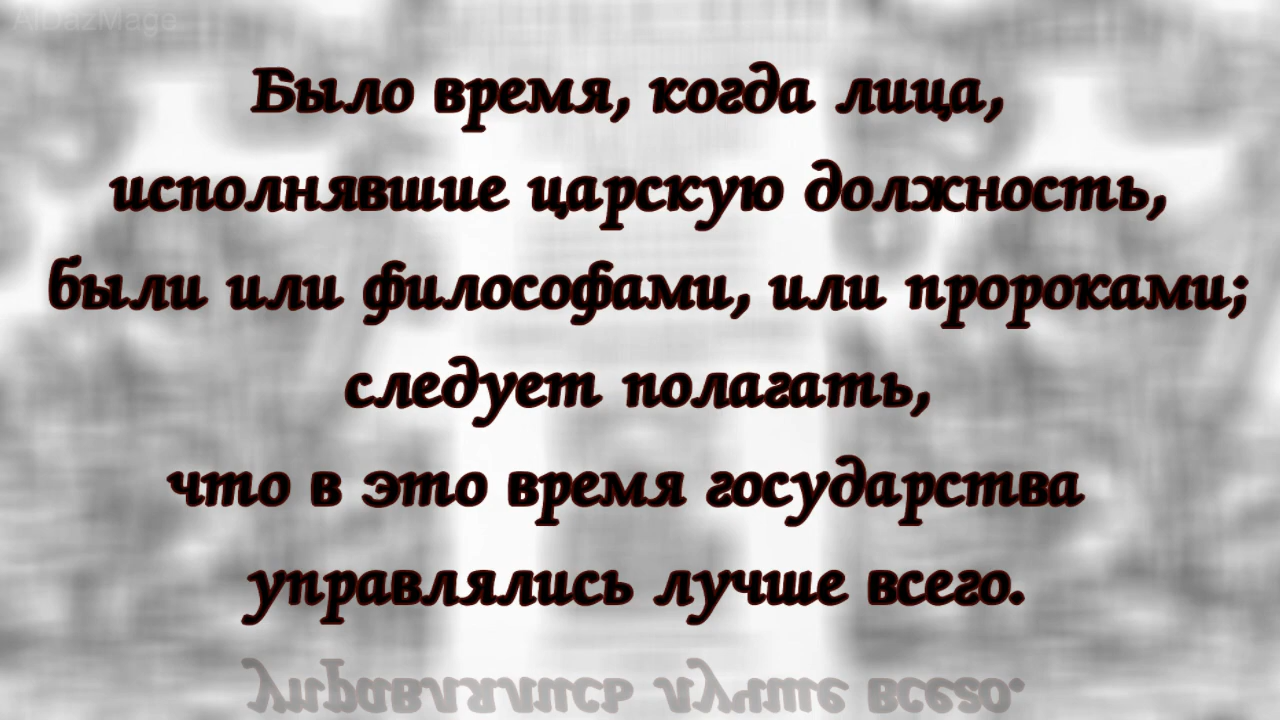 AIDazMage
Было время, когда лица,
исполнявшие царскую должность,
были или философами, или пророками;
следует полагать,
что в это время государства
управлялись лучше всего.